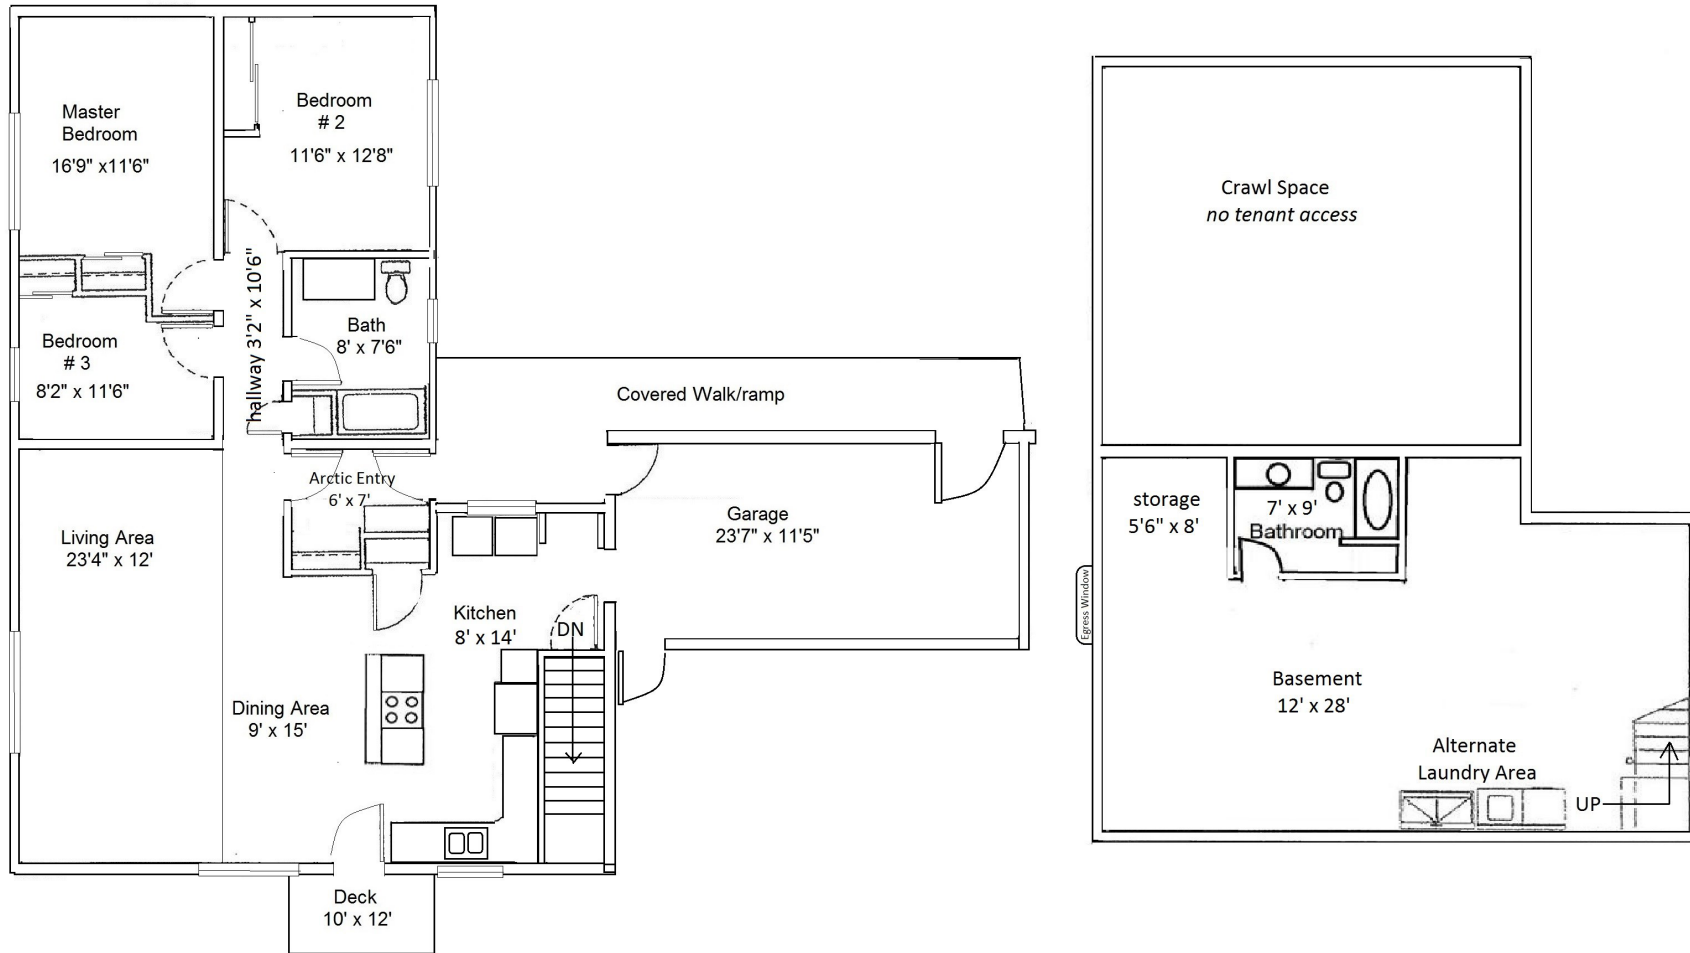 Master
Bedroom
16'9" x11'6"
Bedroom
# 2
11'6" x 12'8"
hallway 3'2" x 10'6"
Bath
8' x 7'6"
Bedroom
# 3
8'2" x 11'6"
Covered Walk/ramp
Arctic Entry
6' x 7'
Living Area
23'4" x 12'
Garage
23'7" x 11'5"
Kitchen
8' x 14'
DN
Dining Area
9' x 15'
Deck
10' x 12'
Crawl Space
no tenant access
storage
5'6" x 8'
7' x 9'
Bathroom
Egress Window
Basement
12' x 28'
Alternate
Laundry Area
UP